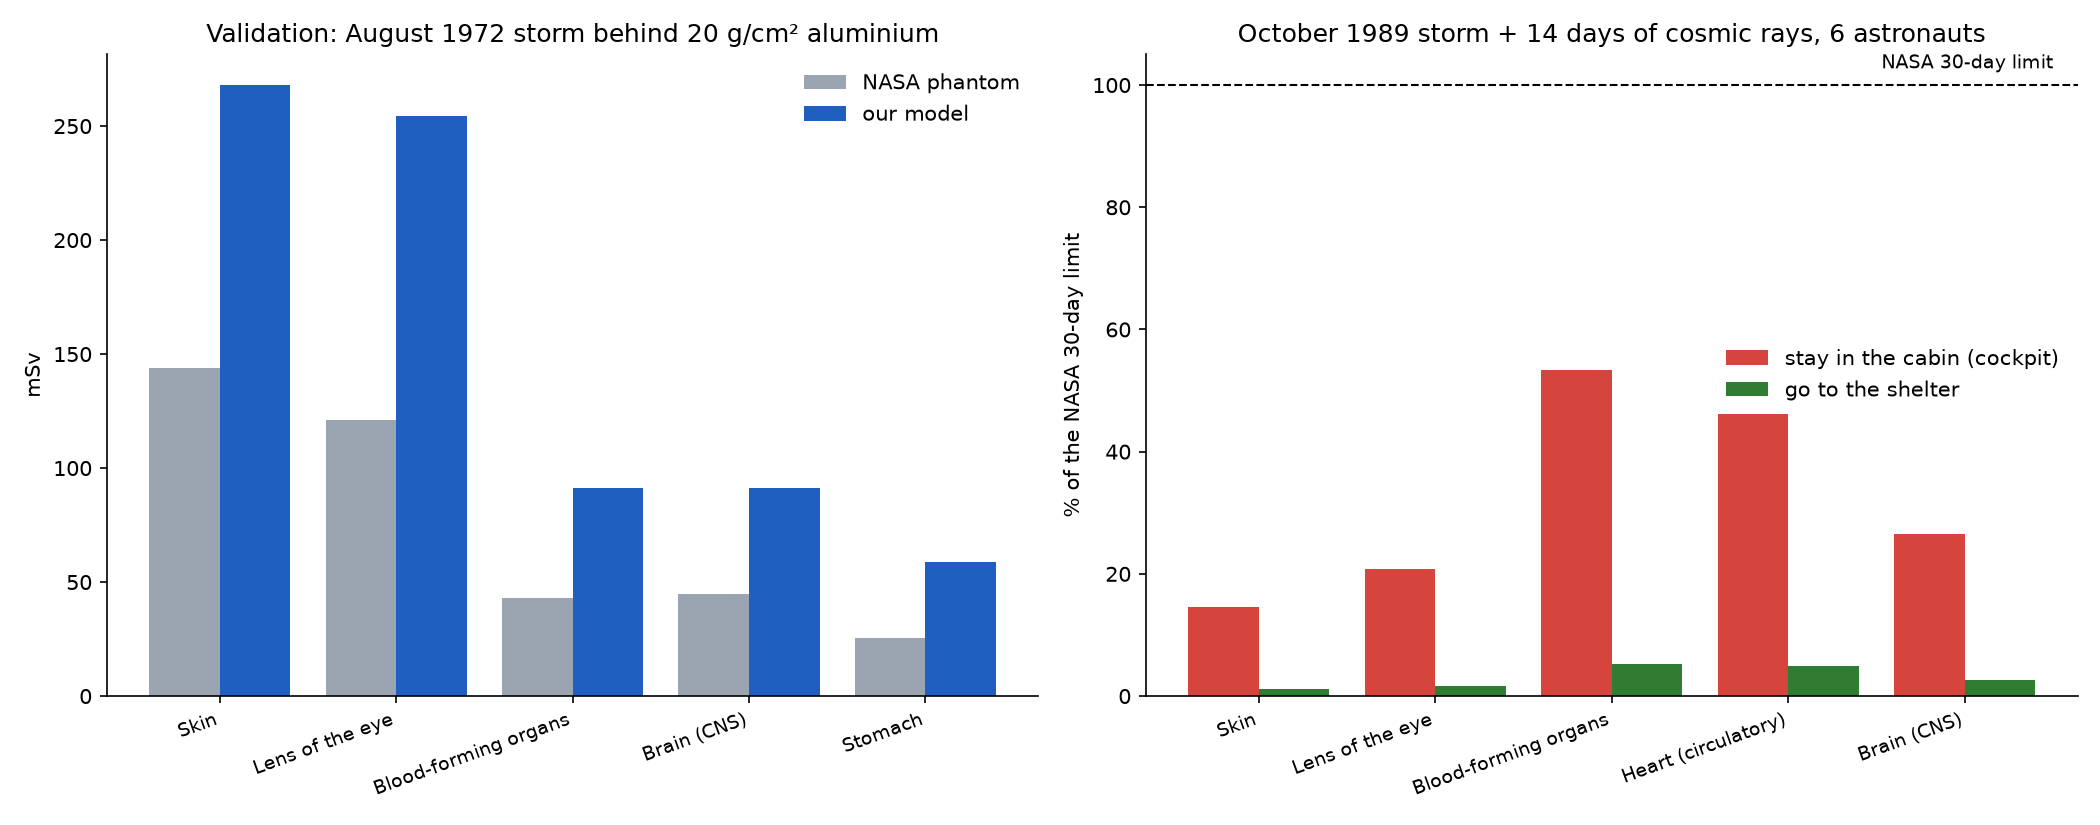 Validation: August 1972 storm behind 20 g/cm² aluminium
NASA phantom
our model
mSv
250
200
150
100
50
0
Skin
Lens of the eye
Blood-forming organs
Brain (CNS)
Stomach
October 1989 storm + 14 days of cosmic rays, 6 astronauts
NASA 30-day limit
% of the NASA 30-day limit
100
80
60
40
20
0
stay in the cabin (cockpit)
go to the shelter
Skin
Lens of the eye
Blood-forming organs
Heart (circulatory)
Brain (CNS)